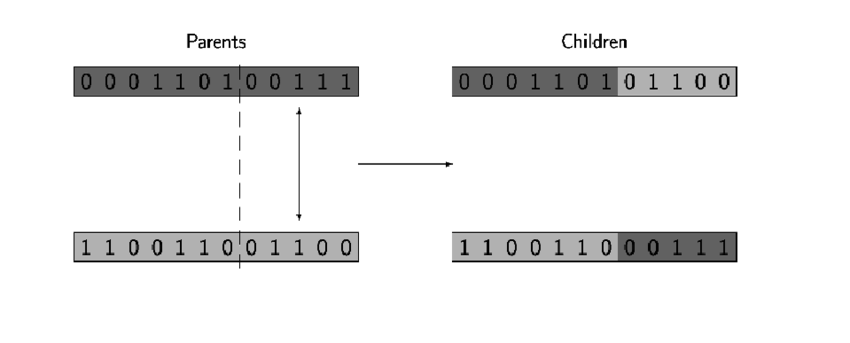 Parents Children
0 0 0 1 1 0 1 0 0 1 1 1 0 0 0 1 1 0 1 0 1 1 0 0
1 1 0 0 1 1 0 0 1 1 0 0 1 1 0 0 1 1 0 0 0 1 1 1